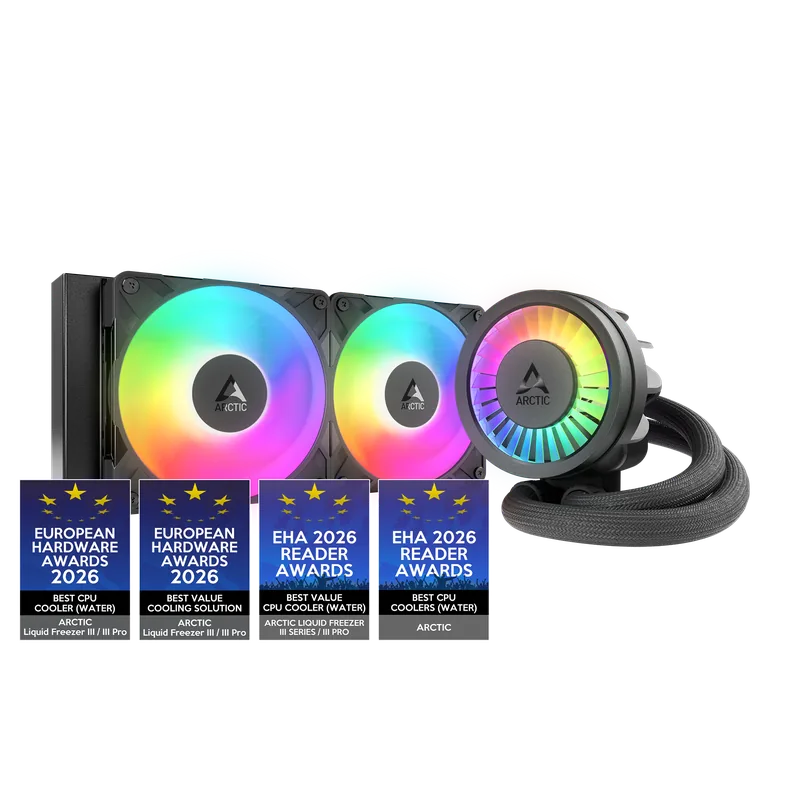 ARCTIC
ARCTIC
ARCTIC
EUROPEAN
HARDWARE
AWARDS
2026
BEST CPU
COOLER (WATER)
ARCTIC
Liquid Freezer III / III Pro
EUROPEAN
HARDWARE
AWARDS
2026
BEST VALUE
COOLING SOLUTION
ARCTIC
Liquid Freezer III / III Pro
EHA 2026
READER
AWARDS
BEST VALUE
CPU COOLER (WATER)
ARCTIC LIQUID FREEZER
III SERIES / III PRO
EHA 2026
READER
AWARDS
BEST CPU
COOLERS (WATER)
ARCTIC